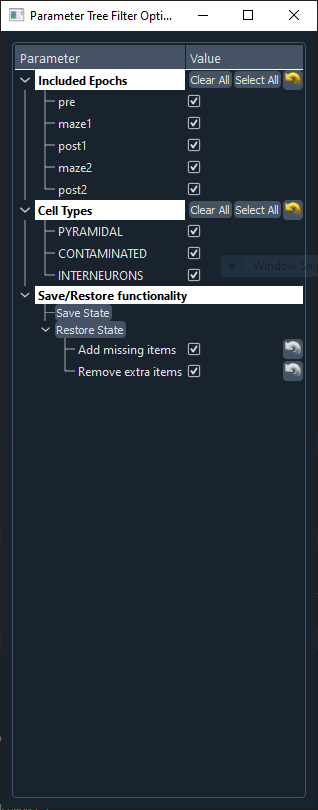 Parameter Tree Filter Opti...
Parameter Value
Included Epochs Clear All Select All
pre
maze1
post1
maze2
post2
Cell Types Clear All Select All
PYRAMIDAL
CONTAMINATED
Window Sni
INTERNEURONS
Save/Restore functionality
Save State
Restore State
Add missing items
Remove extra items